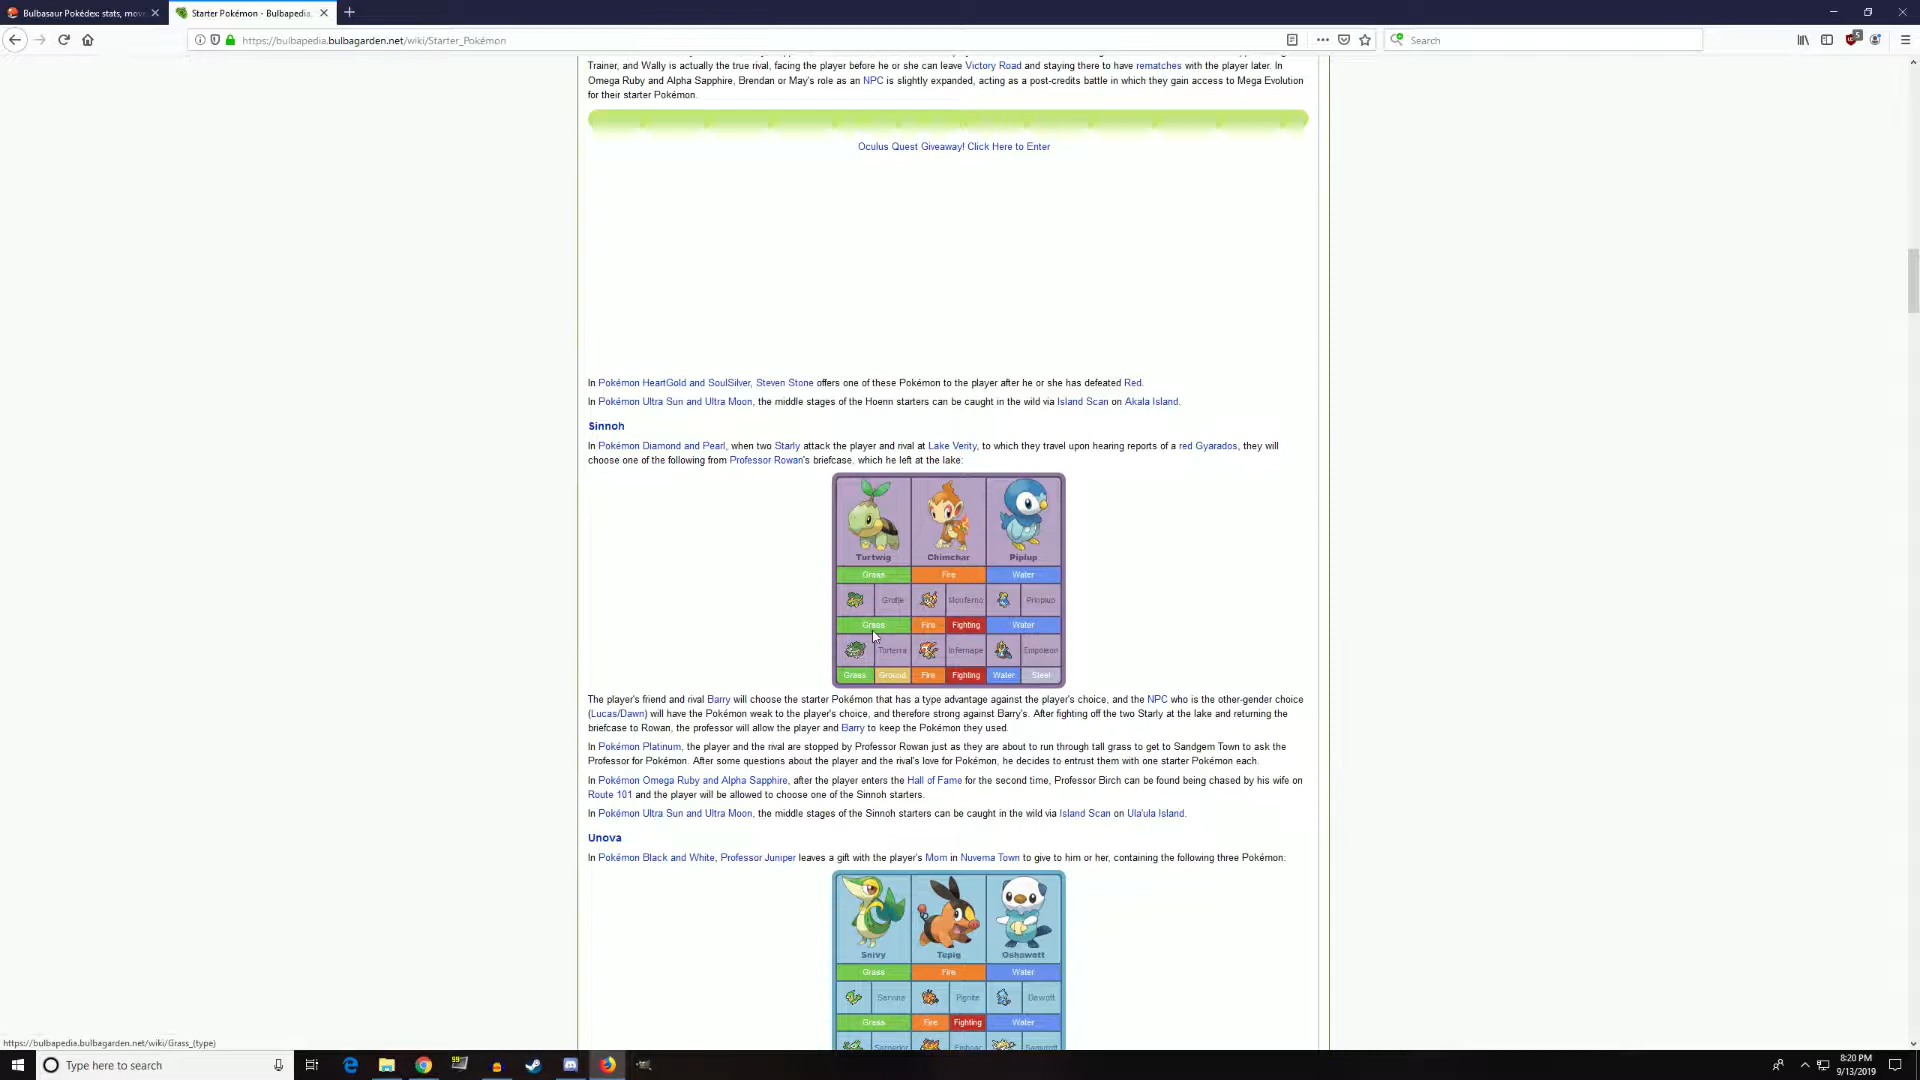 Bulbasaur Pokédex: stats, mov
Starter Pokémon - Bulbapedia,
https://bulbapedia.bulbagarden.net/wiki/Starter_Pokémon
Search
5
Trainer, and Wally is actually the true rival, facing the player before he or she can leave Victory Road and staying there to have rematches with the player later. In
Omega Ruby and Alpha Sapphire, Brendan or May's role as an NPC is slightly expanded, acting as a post-credits battle in which they gain access to Mega Evolution
for their starter Pokémon.
Oculus Quest Giveaway! Click Here to Enter
In Pokémon HeartGold and SoulSilver, Steven Stone offers one of these Pokémon to the player after he or she has defeated Red.
In Pokémon Ultra Sun and Ultra Moon, the middle stages of the Hoenn starters can be caught in the wild via Island Scan on Akala Island.
Sinnoh
In Pokémon Diamond and Pearl, when two Starly attack the player and rival at Lake Verity, to which they travel upon hearing reports of a red Gyarados, they will
choose one of the following from Professor Rowan's briefcase, which he left at the lake:
Turtwig Chimchar Piplup
Grass Fire Water
Grotle Monferno Prinplup
Grass Fire Fighting Water
Torterra Infernape Empoleon
Grass Ground Fire Fighting Water Steel
The player's friend and rival Barry will choose the starter Pokémon that has a type advantage against the player's choice, and the NPC who is the other-gender choice
(Lucas/Dawn) will have the Pokémon weak to the player's choice, and therefore strong against Barry's. After fighting off the two Starly at the lake and returning the
briefcase to Rowan, the professor will allow the player and Barry to keep the Pokémon they used.
In Pokémon Platinum, the player and the rival are stopped by Professor Rowan just as they are about to run through tall grass to get to Sandgem Town to ask the
Professor for Pokémon. After some questions about the player and the rival's love for Pokémon, he decides to entrust them with one starter Pokémon each.
In Pokémon Omega Ruby and Alpha Sapphire, after the player enters the Hall of Fame for the second time, Professor Birch can be found being chased by his wife on
Route 101 and the player will be allowed to choose one of the Sinnoh starters.
In Pokémon Ultra Sun and Ultra Moon, the middle stages of the Sinnoh starters can be caught in the wild via Island Scan on Ula'ula Island.
Unova
In Pokémon Black and White, Professor Juniper leaves a gift with the player's Mom in Nuvema Town to give to him or her, containing the following three Pokémon:
Snivy Tepig Oshawott
Grass Fire Water
Servine Pignite Dewott
Grass Fire Fighting Water
Serperior Emboar Samurott
https://bulbapedia.bulbagarden.net/wiki/Grass_(type)
Type here to search
8:20 PM
9/13/2019